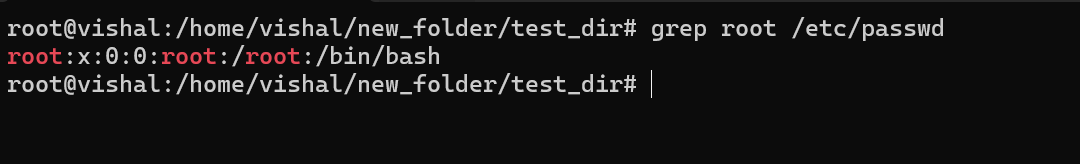 root@vishal:/home/vishal/new_folder/test_dir# grep root /etc/passwd
root:x:0:0:root:/root:/bin/bash
root@vishal:/home/vishal/new_folder/test_dir#